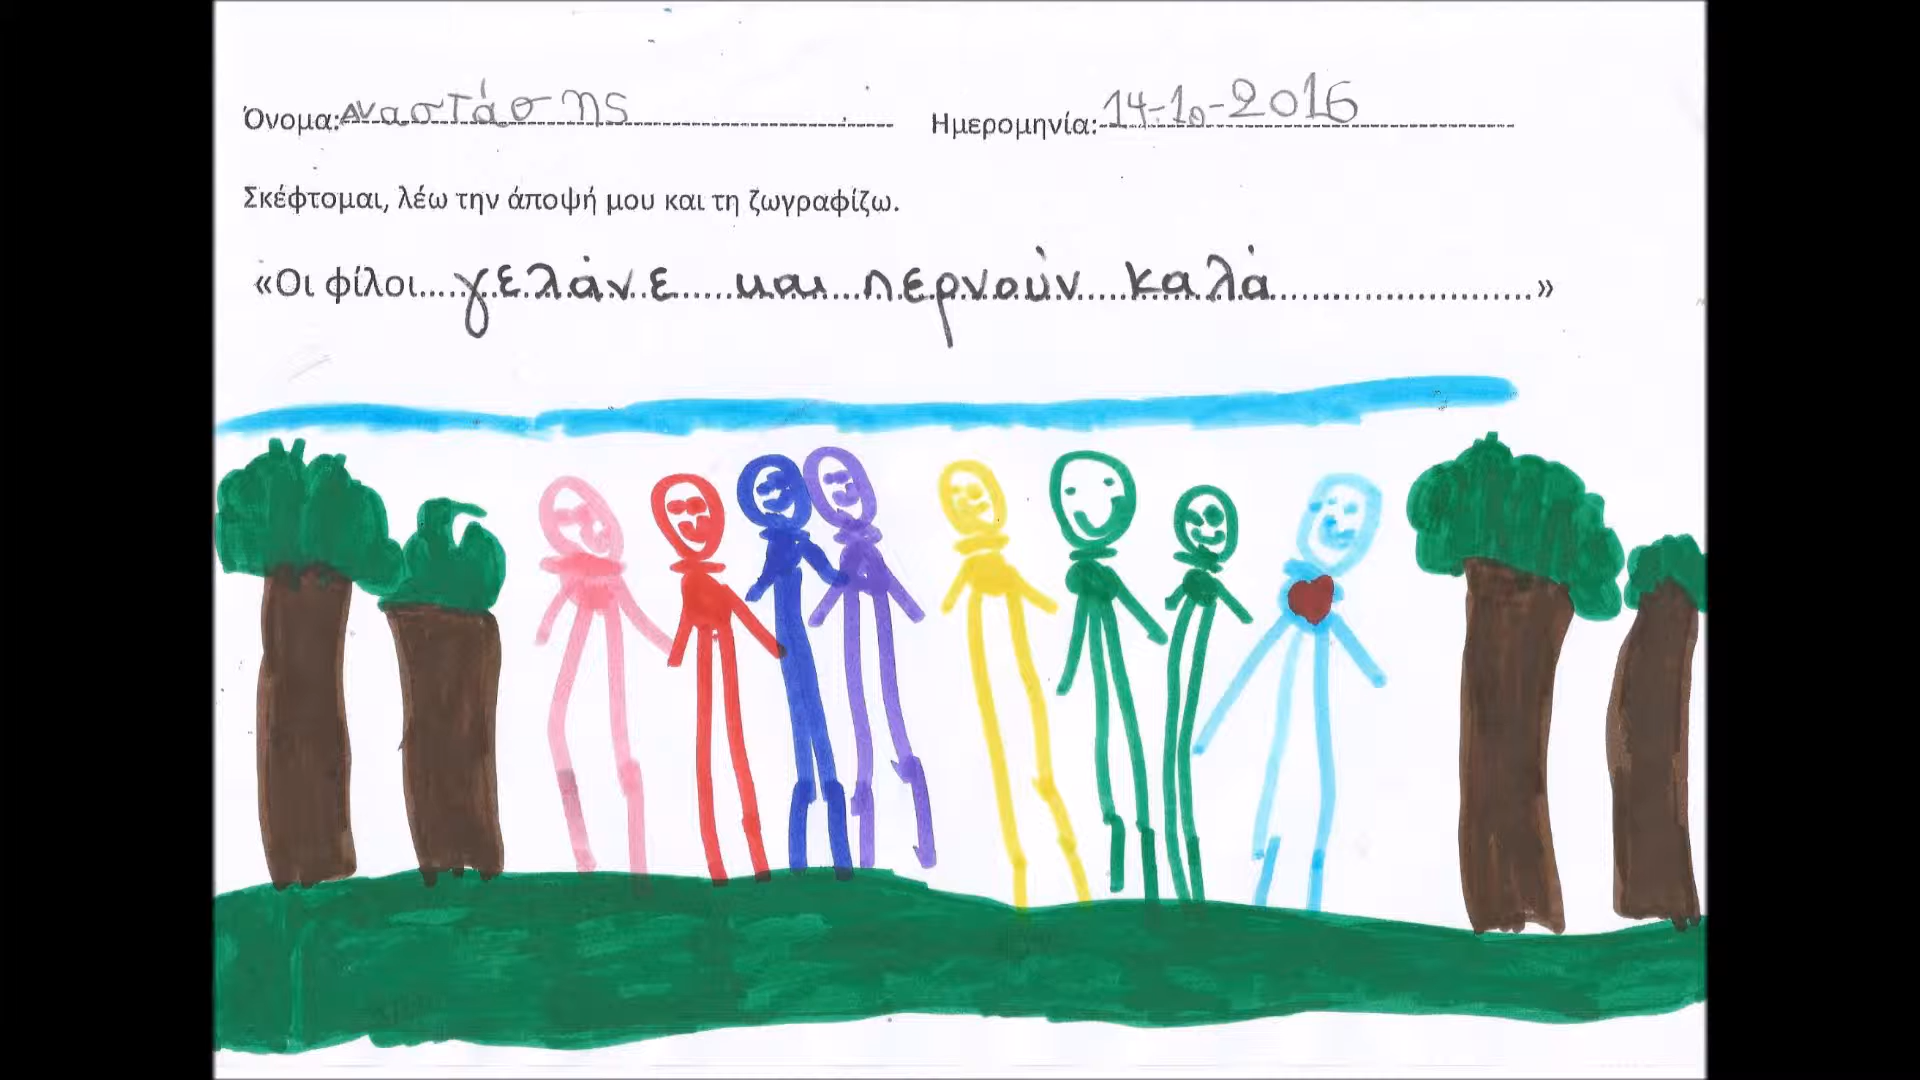 Όνομα: Αναστάσης Ημερομηνία: 14-10-2016
Σκέφτομαι, λέω την άποψή μου και τη ζωγραφίζω.
«Οι φίλοι... γελάνε και περνούν καλά»